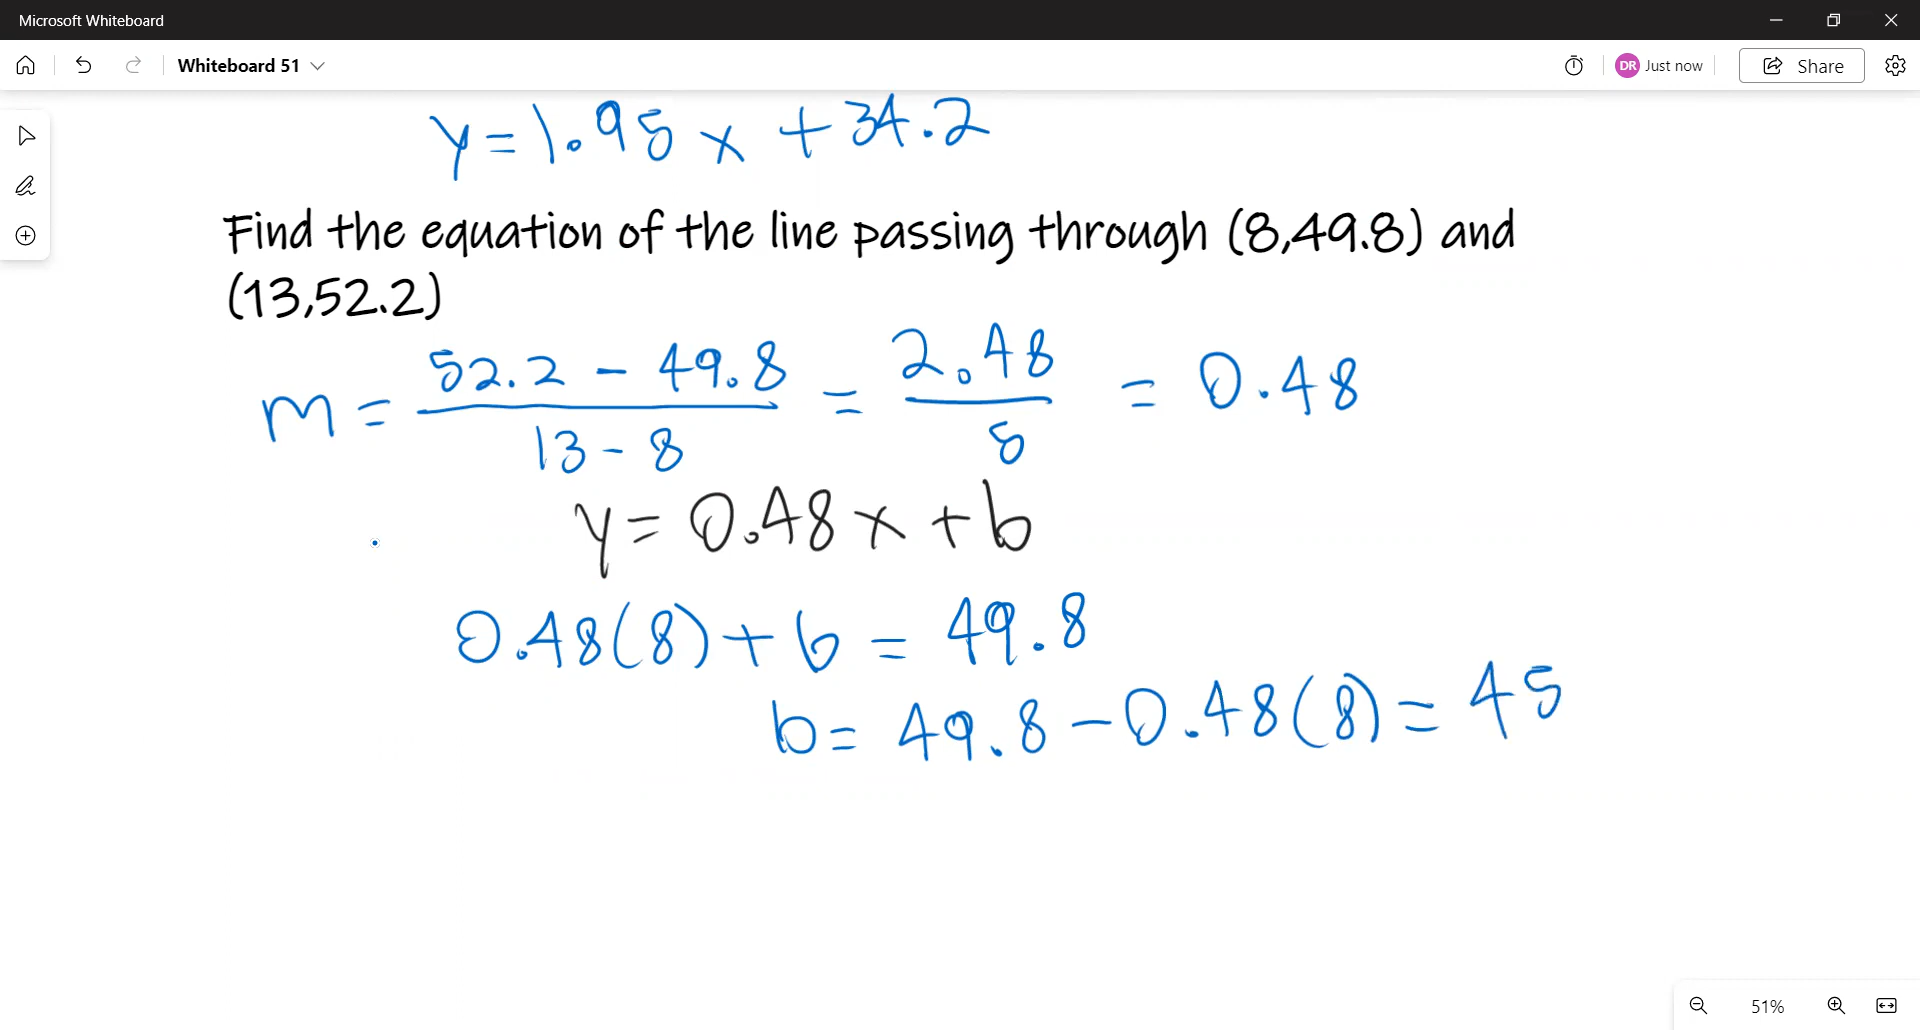 Microsoft Whiteboard
Whiteboard 51
DR Just now
Share
y = 1.95 x + 34.2
Find the equation of the line passing through (8,49.8) and
(13,52.2)
m = 52.2 - 49.8 / 13 - 8 = 2.48 / 5 = 0.48
y = 0.48 x + b
0.48(8) + b = 49.8
b = 49.8 - 0.48(8) = 45
51%